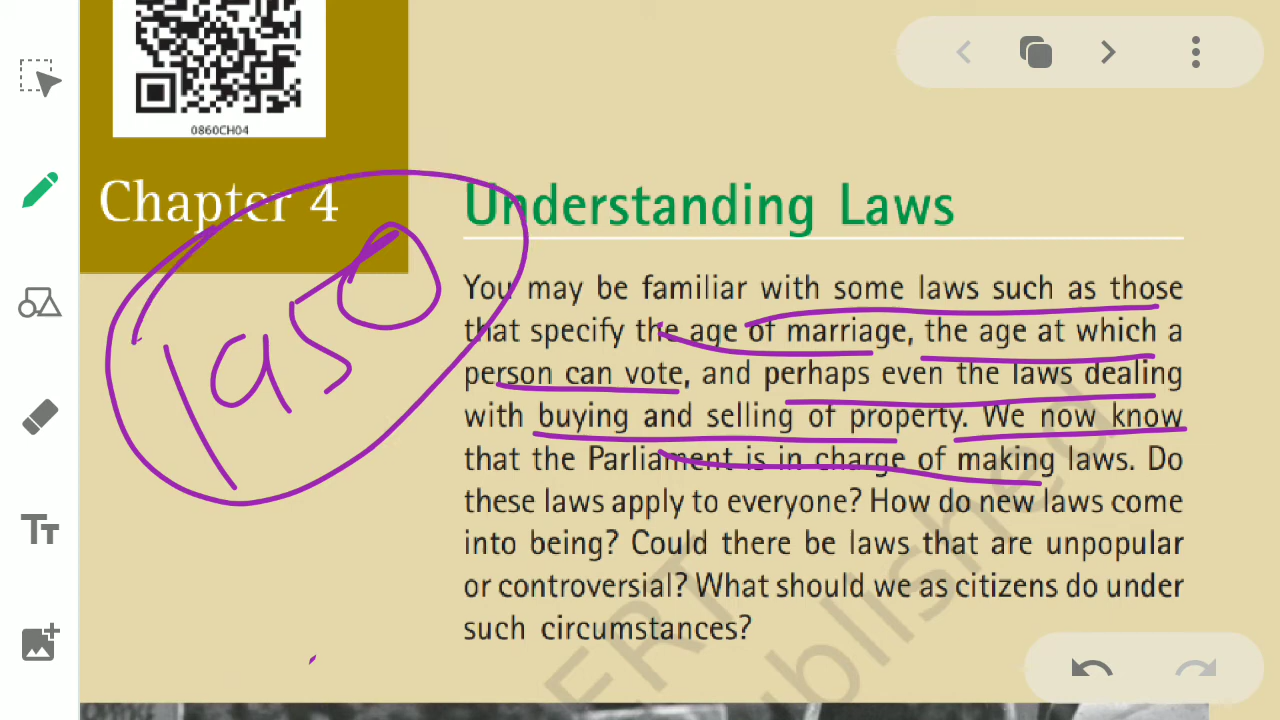 0860CH04
Chapter 4
1950
Understanding Laws
You may be familiar with some laws such as those
that specify the age of marriage, the age at which a
person can vote, and perhaps even the laws dealing
with buying and selling of property. We now know
that the Parliament is in charge of making laws. Do
these laws apply to everyone? How do new laws come
into being? Could there be laws that are unpopular
or controversial? What should we as citizens do under
such circumstances?
TT